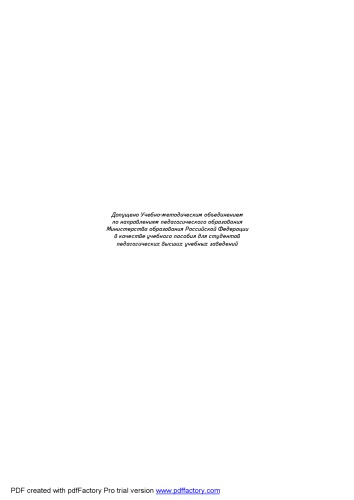 Допущено Учебно-методическим объединением
по направлениям педагогического образования
Министерства образования Российской Федерации
в качестве учебного пособия для студентов
педагогических высших учебных заведений
PDF created with pdfFactory Pro trial version www.pdffactory.com